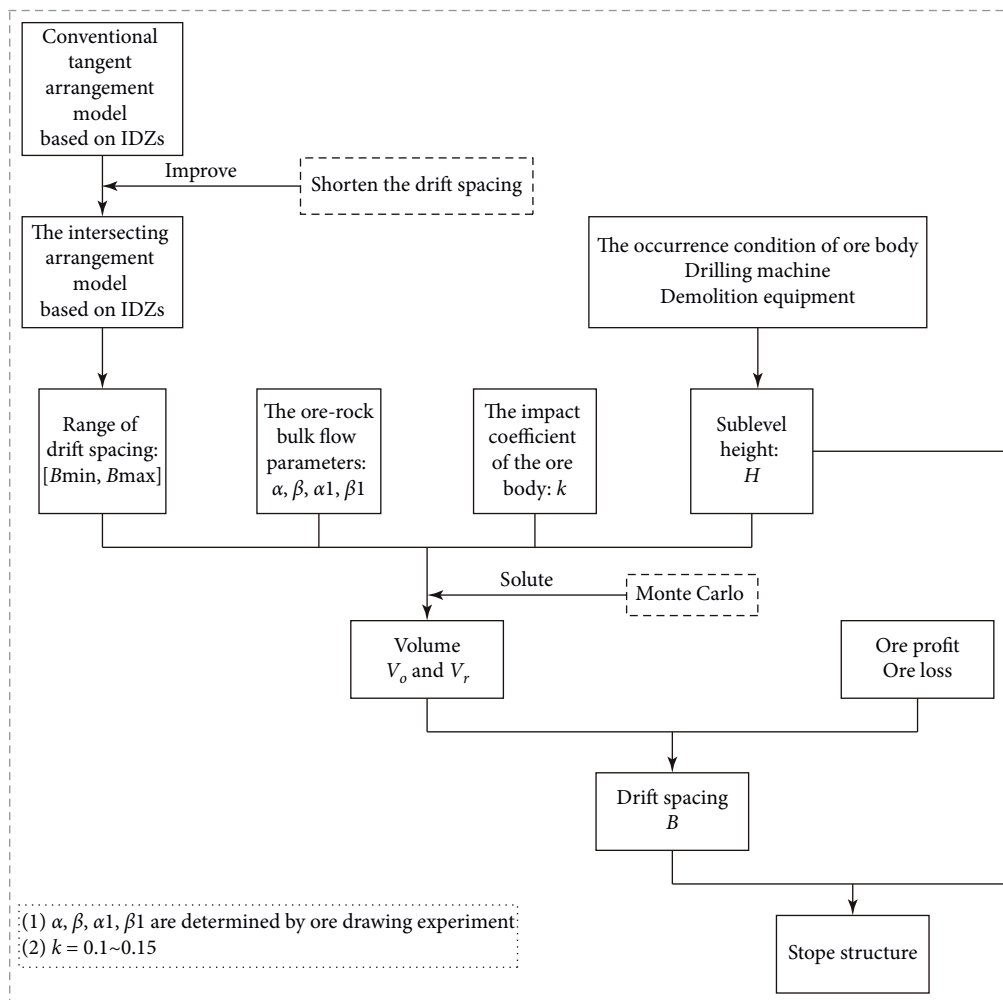 Conventional
tangent
arrangement
model
based on IDZs
Improve
Shorten the drift spacing
The intersecting
arrangement
model
based on IDZs
The occurrence condition of ore body
Drilling machine
Demolition equipment
Range of
drift spacing:
[Bmin, Bmax]
The ore-rock
bulk flow
parameters:
α, β, α1, β1
The impact
coefficient
of the ore
body: k
Sublevel
height:
H
Solute
Monte Carlo
Volume
V_o and V_r
Ore profit
Ore loss
Drift spacing
B
(1) α, β, α1, β1 are determined by ore drawing experiment
(2) k = 0.1~0.15
Stope structure